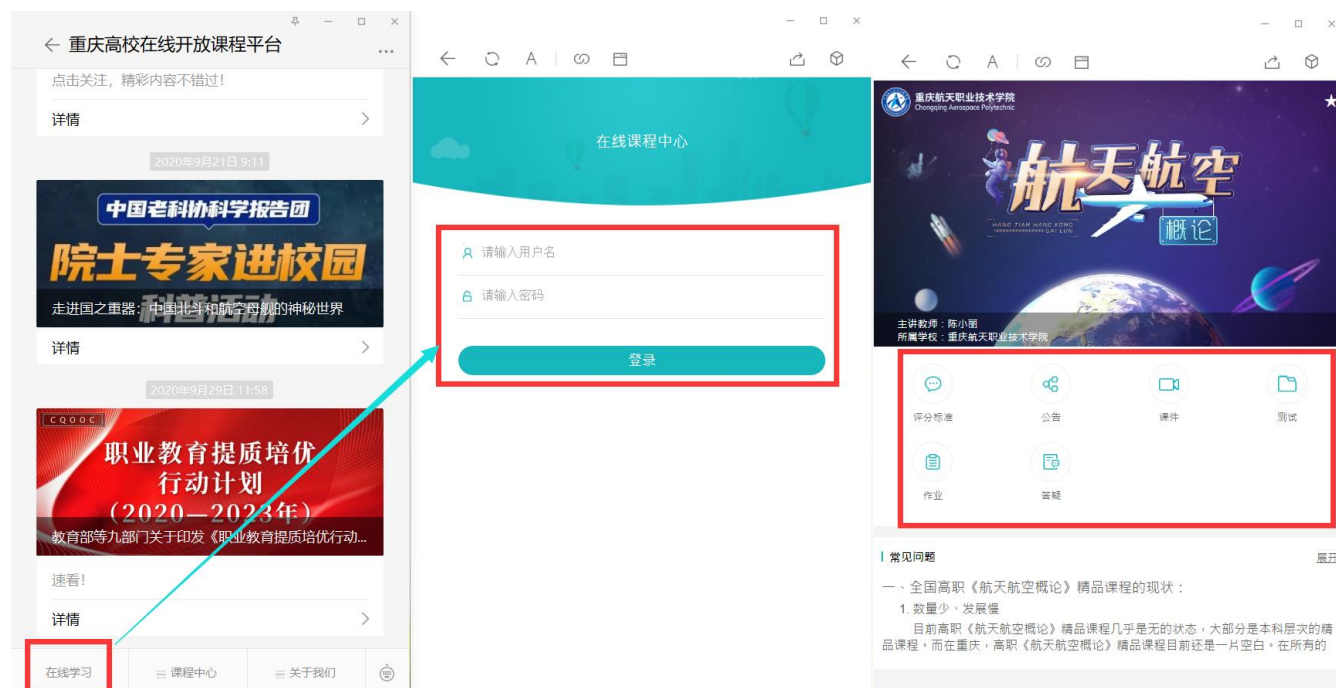 重庆高校在线开放课程平台
点击关注，精彩内容不错过！
详情
2020年9月21日 9:11
中国老科协科学报告团
院士专家进校园
科普活动
走进国之重器：中国北斗和航空母舰的神秘世界
详情
2020年9月29日 11:58
CQOOC
职业教育提质培优
行动计划
（2020—2023年）
教育部等九部门关于印发《职业教育提质培优行动...
速看！
详情
在线学习
课程中心
关于我们
在线课程中心
请输入用户名
请输入密码
登录
重庆航天职业技术学院
Chongqing Aerospace Polytechnic
航天航空
HANG TIAN HANG KONG
GAI LUN
概论
主讲教师：陈小丽
所属学校：重庆航天职业技术学院
评分标准
公告
课件
测试
作业
答疑
常见问题
展开
一、全国高职《航天航空概论》精品课程的现状：
1. 数量少、发展慢
目前高职《航天航空概论》精品课程几乎是无的状态，大部分是本科层次的精
品课程。而在重庆，高职《航天航空概论》精品课程目前还是一片空白。在所有的